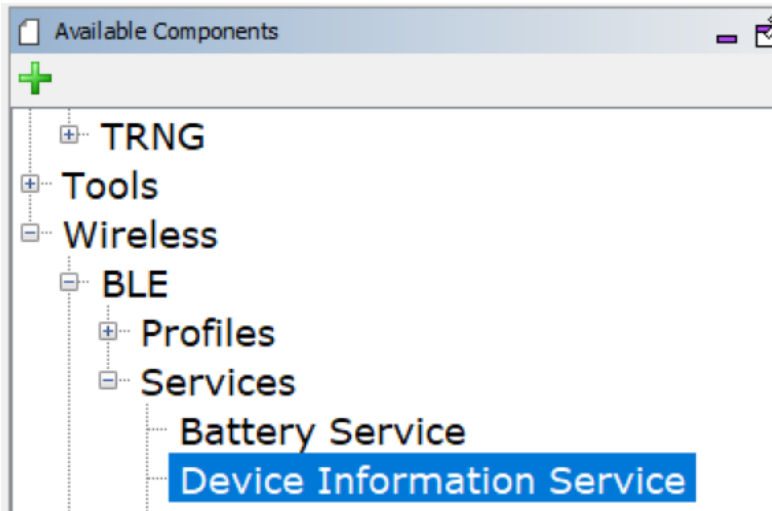 Available Components
TRNG
Tools
Wireless
BLE
Profiles
Services
Battery Service
Device Information Service